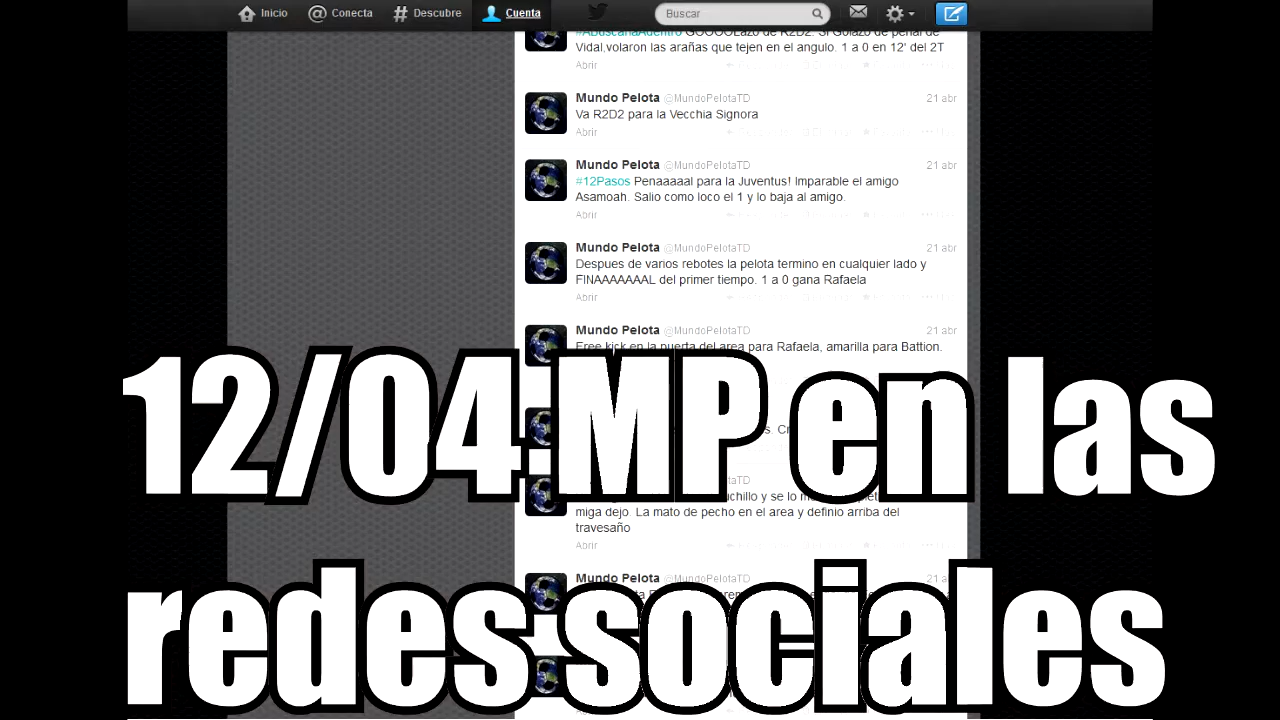 Inicio Conecta Descubre Cuenta Buscar
#ABuscarlaAdentro GOOOOLazo de R2D2. Si Golazo de penal de
Vidal,volaron las arañas que tejen en el angulo. 1 a 0 en 12' del 2T
Abrir
Mundo Pelota @MundoPelotaTD 21 abr
Va R2D2 para la Vecchia Signora
Abrir
Mundo Pelota @MundoPelotaTD 21 abr
#12Pasos Penaaaaal para la Juventus! Imparable el amigo
Asamoah. Salio como loco el 1 y lo baja al amigo.
Abrir
Mundo Pelota @MundoPelotaTD 21 abr
Despues de varios rebotes la pelota termino en cualquier lado y
FINAAAAAAAL del primer tiempo. 1 a 0 gana Rafaela
Abrir
Mundo Pelota @MundoPelotaTD 21 abr
Free kick en la puerta del area para Rafaela, amarilla para Battion.
12/04:MP en las
y se lo
miga dejo. La mato de pecho en el area y definio arriba del
travesaño
Abrir
Mundo Pelota @MundoPelotaTD
redes sociales